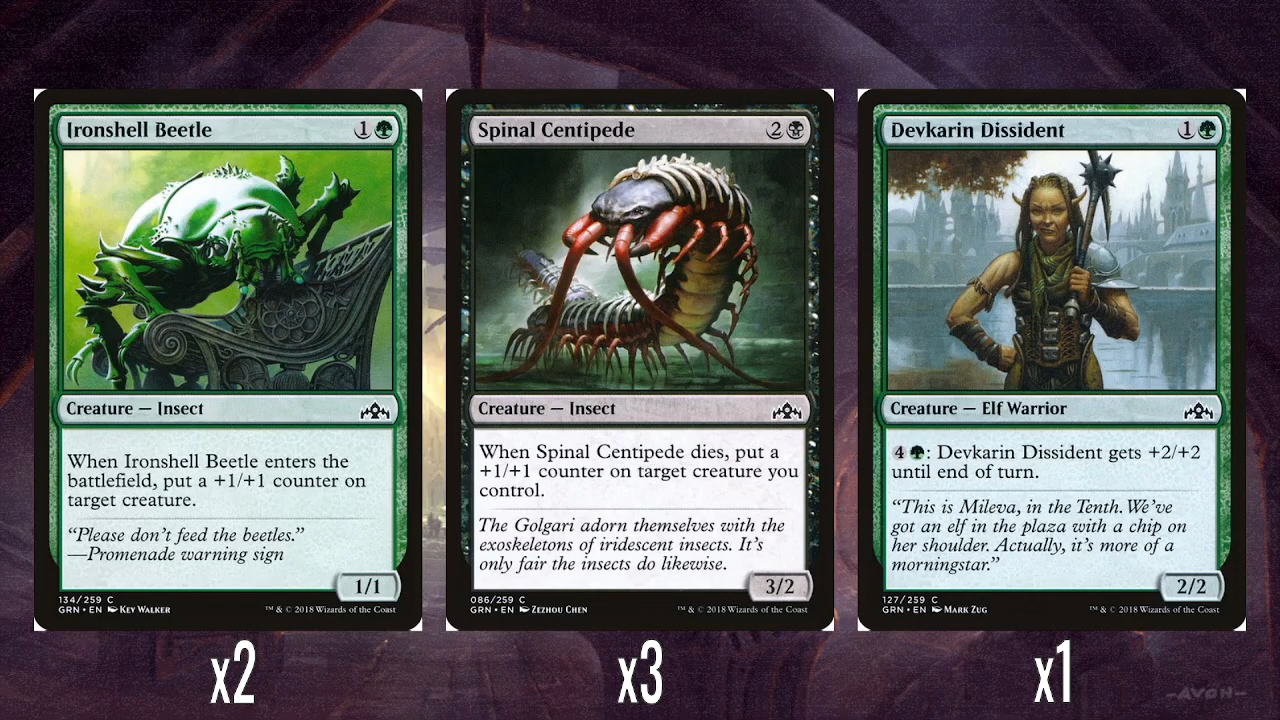 Ironshell Beetle 1
Creature — Insect
When Ironshell Beetle enters the
battlefield, put a +1/+1 counter on
target creature.
“Please don’t feed the beetles.”
—Promenade warning sign
1/1
134/259 C
GRN • EN Kev Walker
™ & © 2018 Wizards of the Coast
x2
Spinal Centipede 2
Creature — Insect
When Spinal Centipede dies, put a
+1/+1 counter on target creature you
control.
The Golgari adorn themselves with the
exoskeletons of iridescent insects. It’s
only fair the insects do likewise.
3/2
086/259 C
GRN • EN Zezhou Chen
™ & © 2018 Wizards of the Coast
x3
Devkarin Dissident 1
Creature — Elf Warrior
4 : Devkarin Dissident gets +2/+2
until end of turn.
“This is Mileva, in the Tenth. We’ve
got an elf in the plaza with a chip on
her shoulder. Actually, it’s more of a
morningstar.”
2/2
127/259 C
GRN • EN Mark Zug
™ & © 2018 Wizards of the Coast
x1
-AVON-